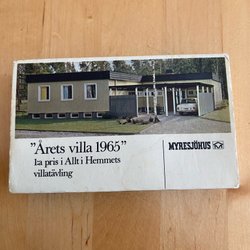 "Årets villa 1965"
1:a pris i Allt i Hemmets
villatävling
MYRESJÖHUS